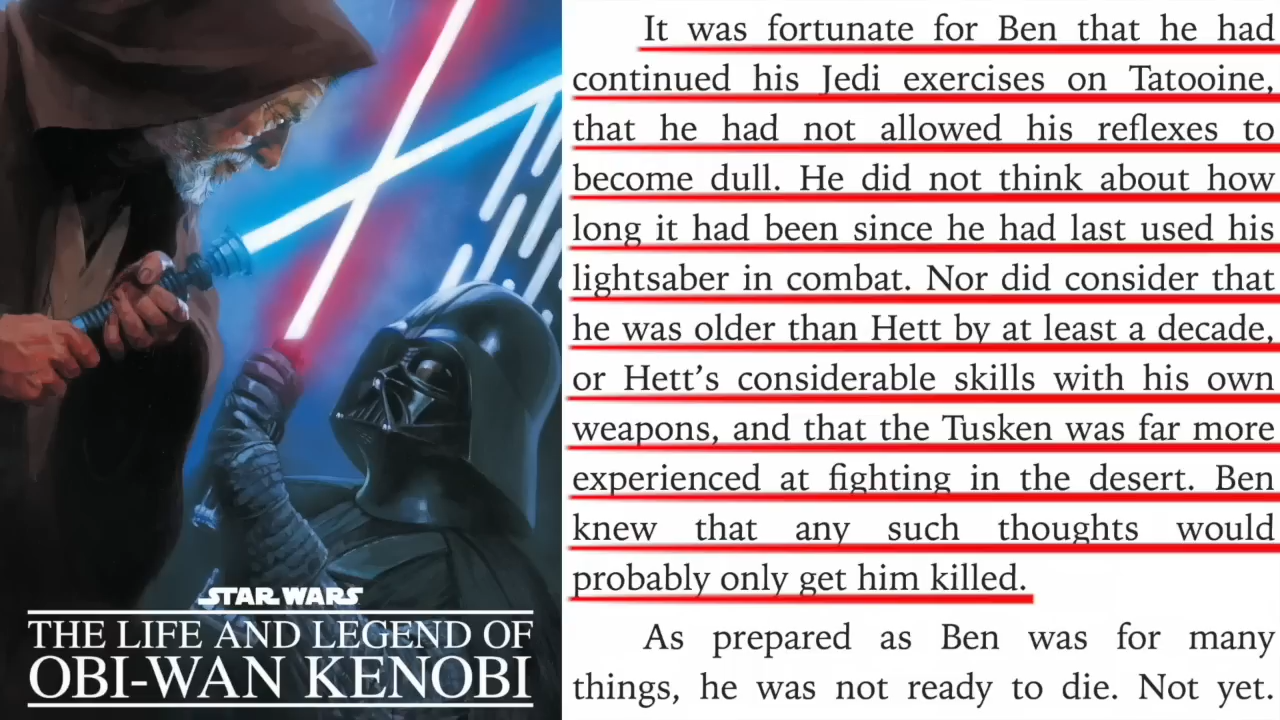 STAR WARS
THE LIFE AND LEGEND OF
OBI-WAN KENOBI
It was fortunate for Ben that he had
continued his Jedi exercises on Tatooine,
that he had not allowed his reflexes to
become dull. He did not think about how
long it had been since he had last used his
lightsaber in combat. Nor did consider that
he was older than Hett by at least a decade,
or Hett’s considerable skills with his own
weapons, and that the Tusken was far more
experienced at fighting in the desert. Ben
knew that any such thoughts would
probably only get him killed.
As prepared as Ben was for many
things, he was not ready to die. Not yet.